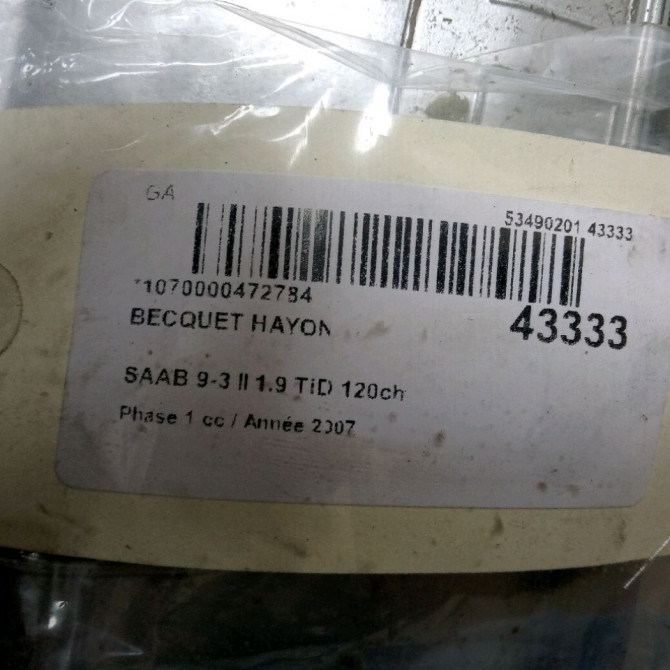 GA
53490201 43333
*1070000472784
BECQUET HAYON
43333
SAAB 9-3 II 1.9 TiD 120ch
Phase 1 cc / Année 2007